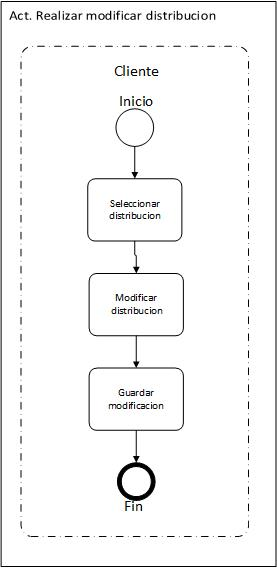 Act. Realizar modificar distribucion
Cliente
Inicio
Seleccionar
distribucion
Modificar
distribucion
Guardar
modificacion
Fin